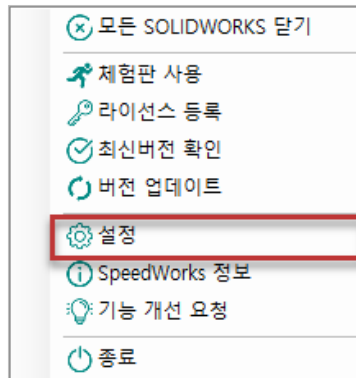 모든 SOLIDWORKS 닫기
체험판 사용
라이선스 등록
최신버전 확인
버전 업데이트
설정
SpeedWorks 정보
기능 개선 요청
종료